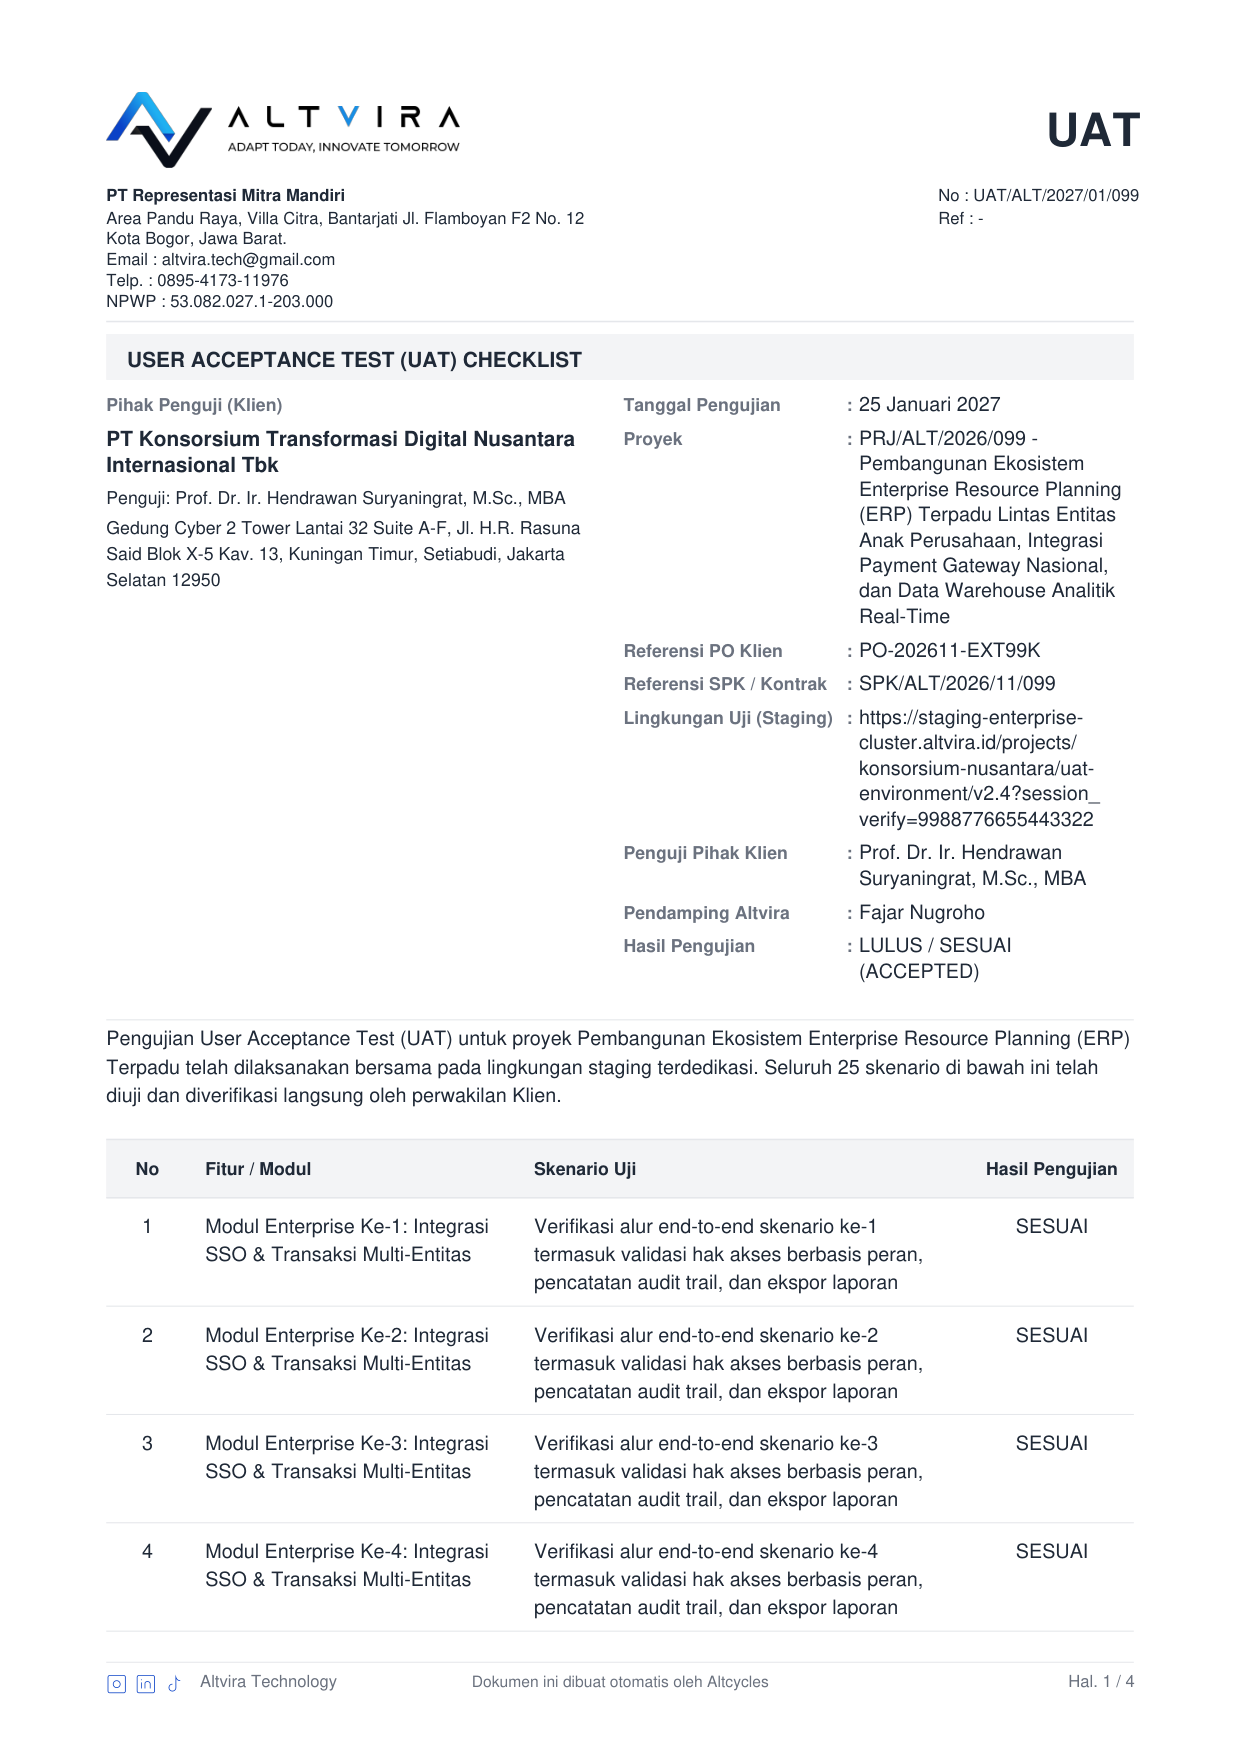 ALTVIRA
ADAPT TODAY, INNOVATE TOMORROW
UAT
PT Representasi Mitra Mandiri
Area Pandu Raya, Villa Citra, Bantarjati Jl. Flamboyan F2 No. 12
Kota Bogor, Jawa Barat.
Email : altvira.tech@gmail.com
Telp. : 0895-4173-11976
NPWP : 53.082.027.1-203.000
No : UAT/ALT/2027/01/099
Ref : -
USER ACCEPTANCE TEST (UAT) CHECKLIST
Pihak Penguji (Klien)
PT Konsorsium Transformasi Digital Nusantara
Internasional Tbk
Penguji: Prof. Dr. Ir. Hendrawan Suryaningrat, M.Sc., MBA
Gedung Cyber 2 Tower Lantai 32 Suite A-F, Jl. H.R. Rasuna
Said Blok X-5 Kav. 13, Kuningan Timur, Setiabudi, Jakarta
Selatan 12950
Tanggal Pengujian : 25 Januari 2027
Proyek : PRJ/ALT/2026/099 -
Pembangunan Ekosistem
Enterprise Resource Planning
(ERP) Terpadu Lintas Entitas
Anak Perusahaan, Integrasi
Payment Gateway Nasional,
dan Data Warehouse Analitik
Real-Time
Referensi PO Klien : PO-202611-EXT99K
Referensi SPK / Kontrak : SPK/ALT/2026/11/099
Lingkungan Uji (Staging) : https://staging-enterprise-
cluster.altvira.id/projects/
konsorsium-nusantara/uat-
environment/v2.4?session_
verify=9988776655443322
Penguji Pihak Klien : Prof. Dr. Ir. Hendrawan
Suryaningrat, M.Sc., MBA
Pendamping Altvira : Fajar Nugroho
Hasil Pengujian : LULUS / SESUAI
(ACCEPTED)
Pengujian User Acceptance Test (UAT) untuk proyek Pembangunan Ekosistem Enterprise Resource Planning (ERP)
Terpadu telah dilaksanakan bersama pada lingkungan staging terdedikasi. Seluruh 25 skenario di bawah ini telah
diuji dan diverifikasi langsung oleh perwakilan Klien.
No Fitur / Modul Skenario Uji Hasil Pengujian
1 Modul Enterprise Ke-1: Integrasi Verifikasi alur end-to-end skenario ke-1 SESUAI
SSO & Transaksi Multi-Entitas termasuk validasi hak akses berbasis peran,
pencatatan audit trail, dan ekspor laporan
2 Modul Enterprise Ke-2: Integrasi Verifikasi alur end-to-end skenario ke-2 SESUAI
SSO & Transaksi Multi-Entitas termasuk validasi hak akses berbasis peran,
pencatatan audit trail, dan ekspor laporan
3 Modul Enterprise Ke-3: Integrasi Verifikasi alur end-to-end skenario ke-3 SESUAI
SSO & Transaksi Multi-Entitas termasuk validasi hak akses berbasis peran,
pencatatan audit trail, dan ekspor laporan
4 Modul Enterprise Ke-4: Integrasi Verifikasi alur end-to-end skenario ke-4 SESUAI
SSO & Transaksi Multi-Entitas termasuk validasi hak akses berbasis peran,
pencatatan audit trail, dan ekspor laporan
Altvira Technology Dokumen ini dibuat otomatis oleh Altcycles Hal. 1 / 4